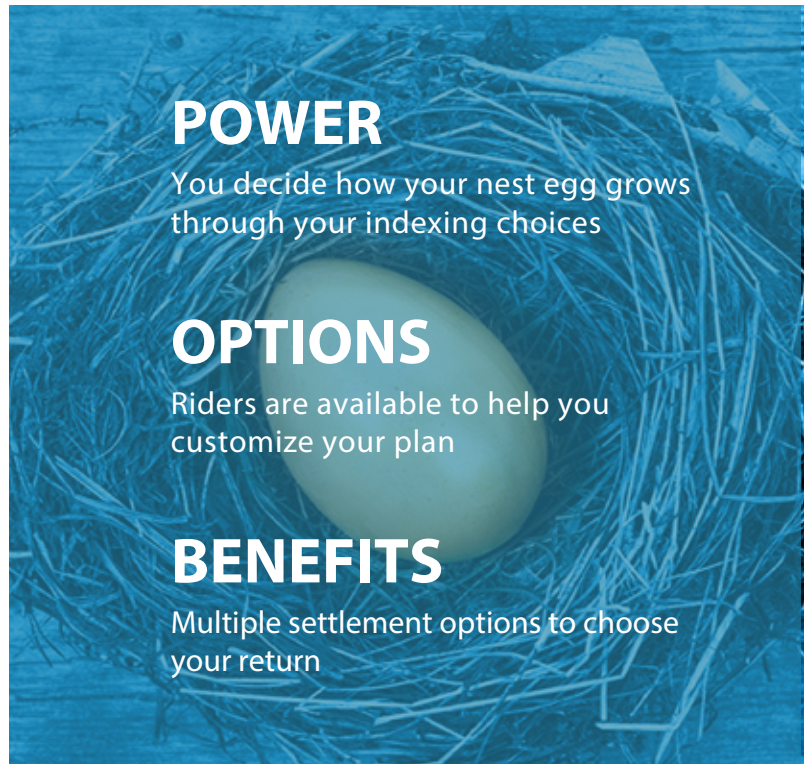 POWER
You decide how your nest egg grows
through your indexing choices
OPTIONS
Riders are available to help you
customize your plan
BENEFITS
Multiple settlement options to choose
your return